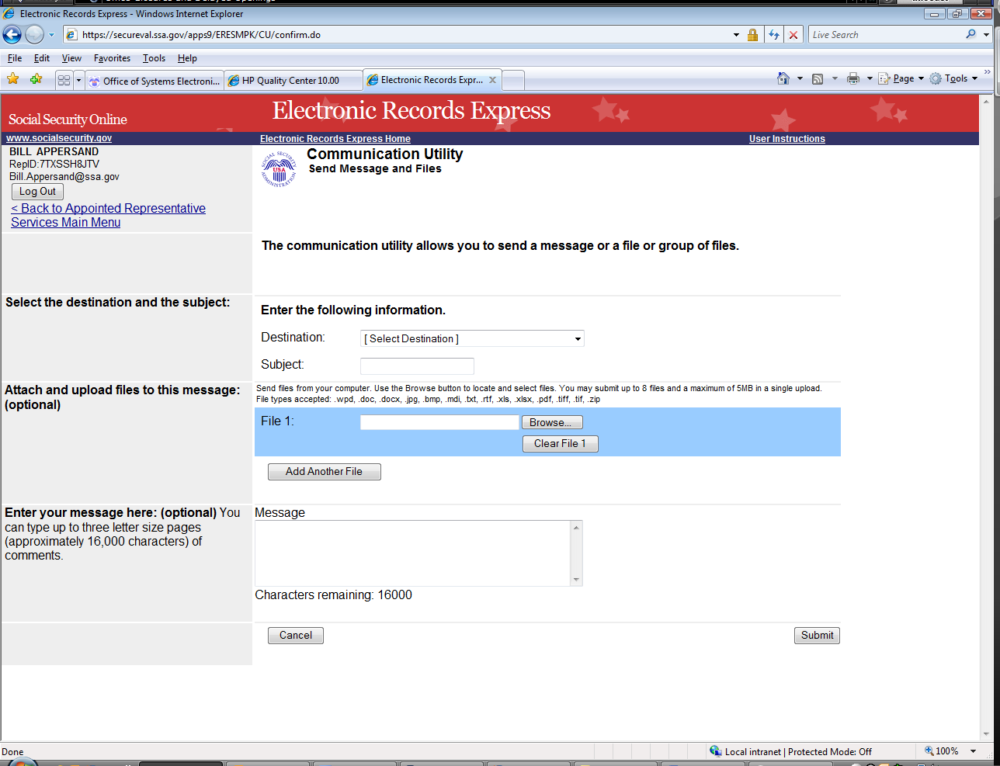 Electronic Records Express - Windows Internet Explorer
https://secureval.ssa.gov/apps9/ERESMPK/CU/confirm.do
Live Search
File Edit View Favorites Tools Help
Office of Systems Electroni... HP Quality Center 10.00 Electronic Records Expr... Page Tools
Social Security Online
Electronic Records Express
www.socialsecurity.gov Electronic Records Express Home User Instructions
BILL APPERSAND
RepID:7TXSSH8JTV
Bill.Appersand@ssa.gov
Log Out
< Back to Appointed Representative
Services Main Menu
SOCIAL SECURITY ADMINISTRATION
USA
Communication Utility
Send Message and Files
The communication utility allows you to send a message or a file or group of files.
Select the destination and the subject:
Enter the following information.
Destination: [ Select Destination ]
Subject:
Attach and upload files to this message:
(optional)
Send files from your computer. Use the Browse button to locate and select files. You may submit up to 8 files and a maximum of 5MB in a single upload.
File types accepted: .wpd, .doc, .docx, .jpg, .bmp, .mdi, .txt, .rtf, .xls, .xlsx, .pdf, .tiff, .tif, .zip
File 1: Browse...
Clear File 1
Add Another File
Enter your message here: (optional) You
can type up to three letter size pages
(approximately 16,000 characters) of
comments.
Message
Characters remaining: 16000
Cancel Submit
Done Local intranet | Protected Mode: Off 100%